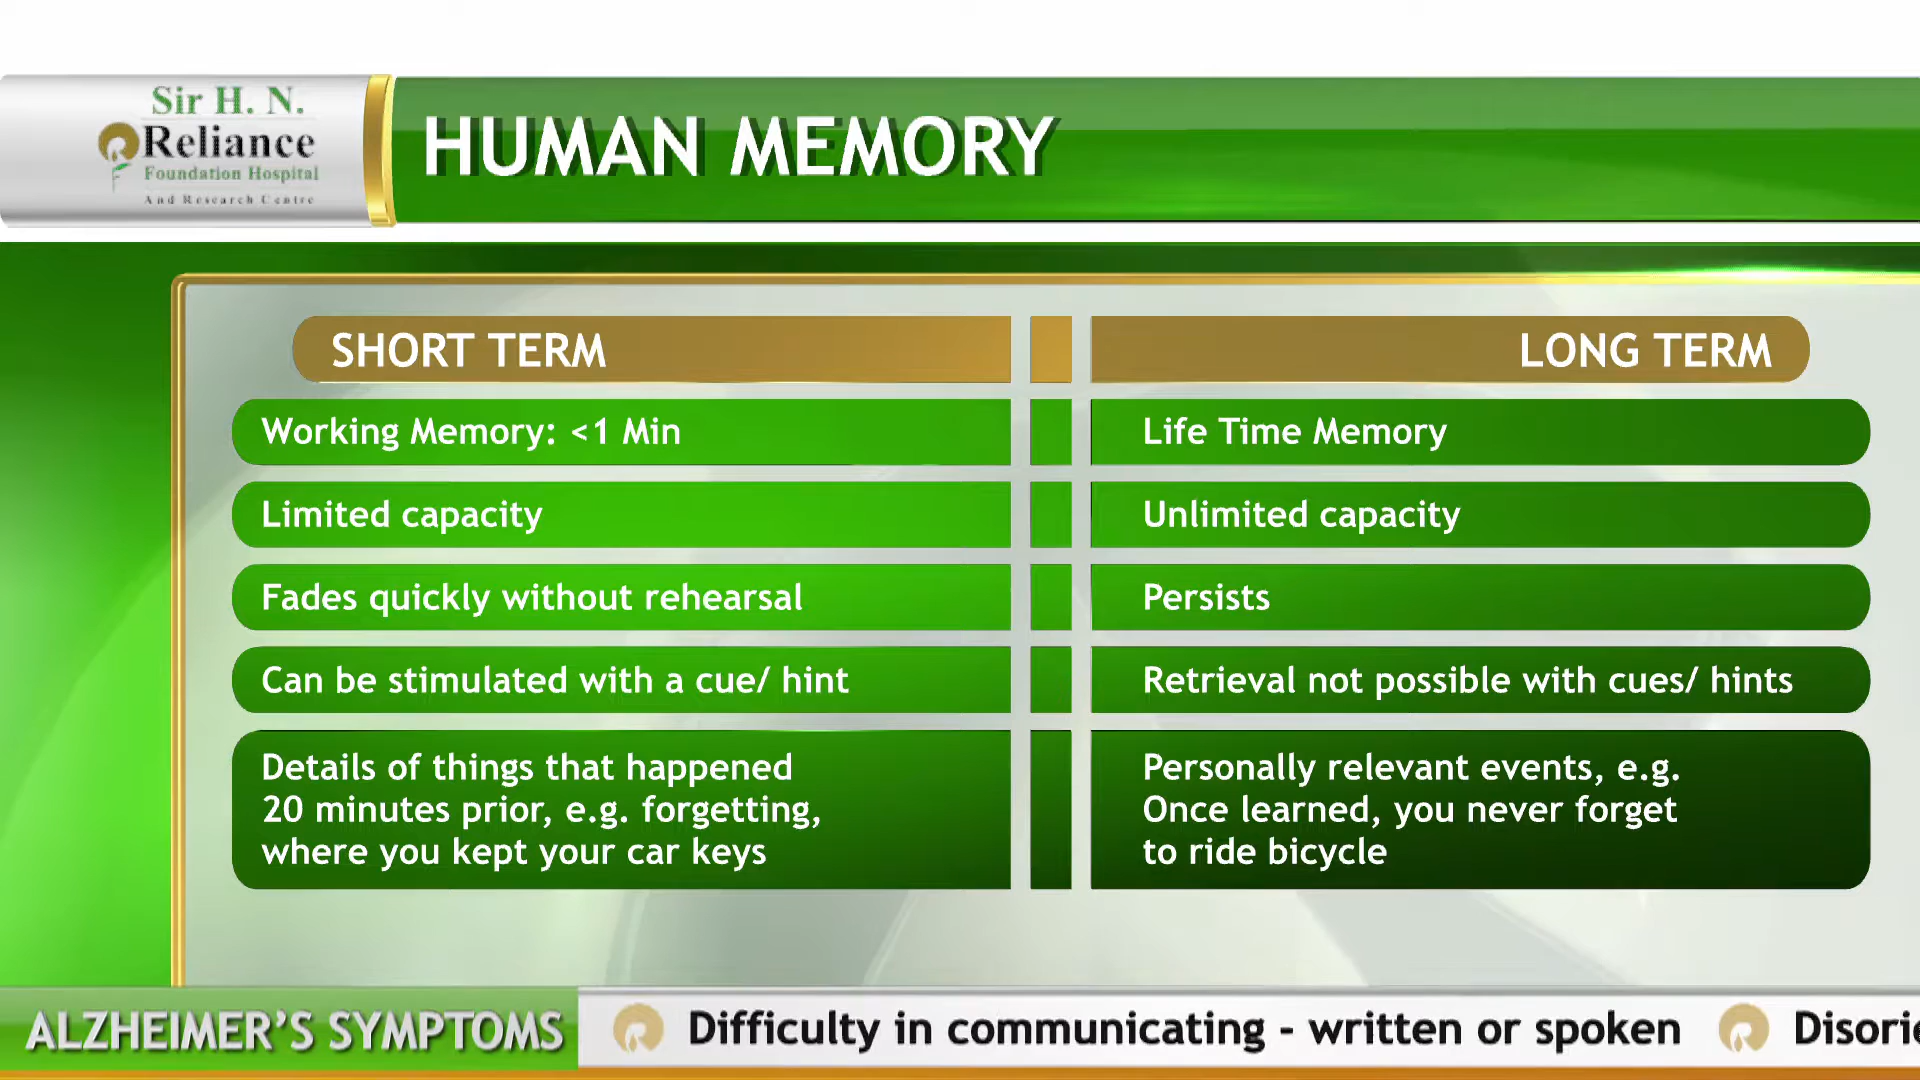 Sir H. N.
Reliance
Foundation Hospital
And Research Centre
HUMAN MEMORY
SHORT TERM
LONG TERM
Working Memory: <1 Min
Life Time Memory
Limited capacity
Unlimited capacity
Fades quickly without rehearsal
Persists
Can be stimulated with a cue/ hint
Retrieval not possible with cues/ hints
Details of things that happened
20 minutes prior, e.g. forgetting,
where you kept your car keys
Personally relevant events, e.g.
Once learned, you never forget
to ride bicycle
ALZHEIMER'S SYMPTOMS
Difficulty in communicating - written or spoken